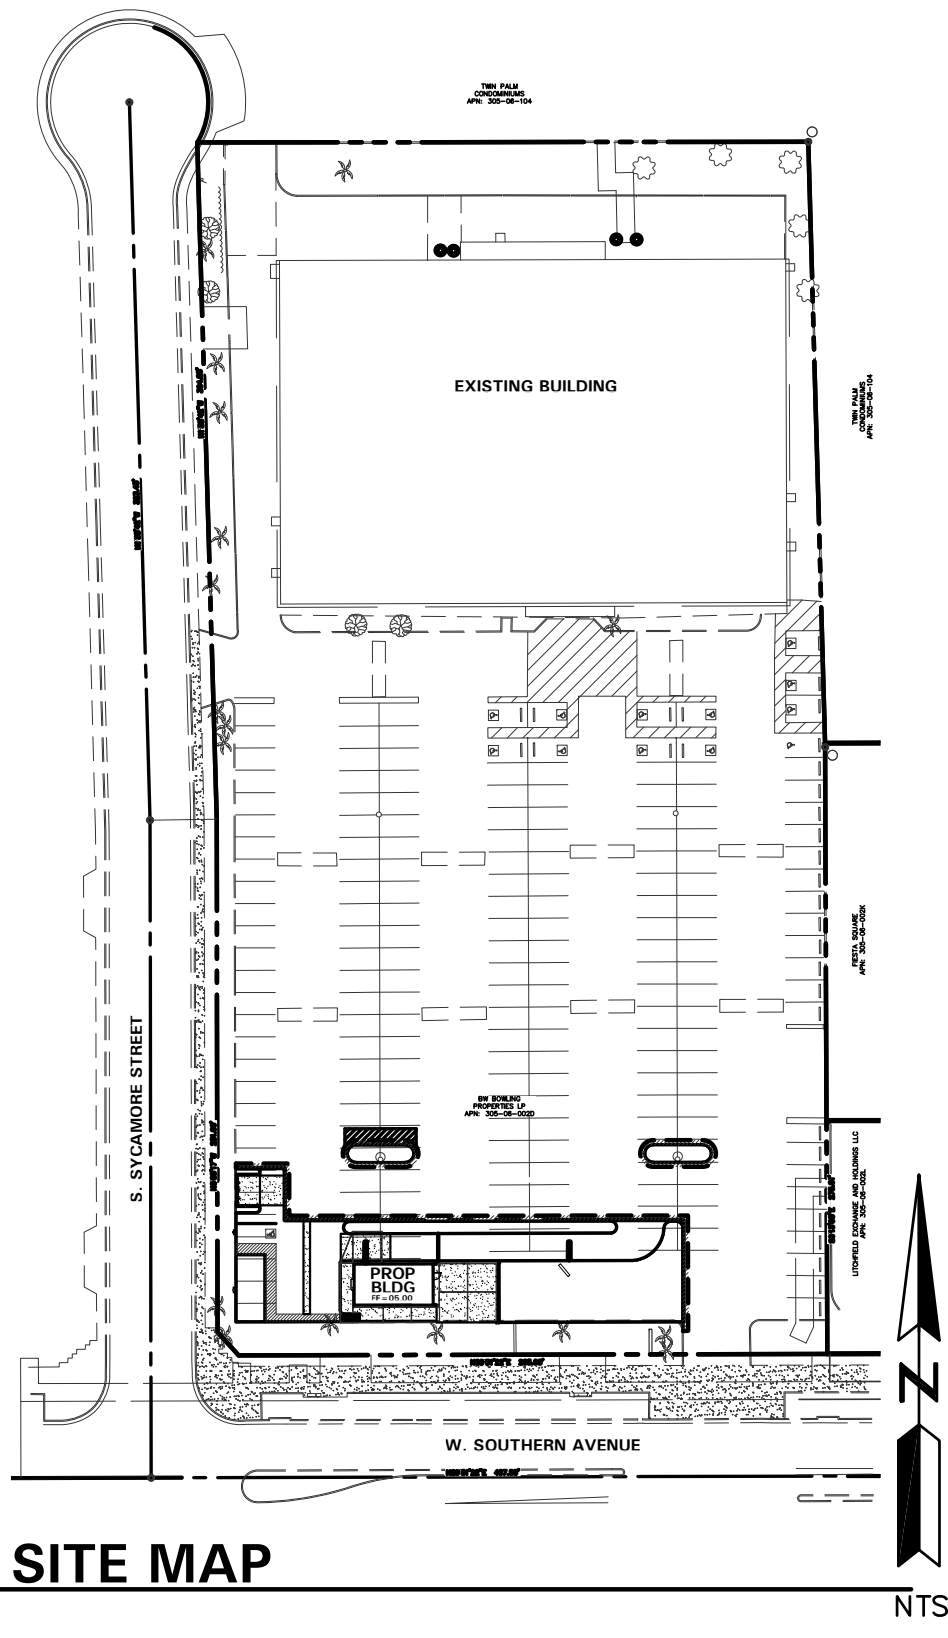 TWIN PALM
CONDOMINIUMS
APN: 305-06-104
EXISTING BUILDING
TWIN PALM
CONDOMINIUMS
APN: 305-06-104
FIESTA SQUARE
APN: 305-06-002K
S. SYCAMORE STREET
BW BOWLING
PROPERTIES LP
APN: 305-06-002D
LITCHFIELD EXCHANGE AND HOLDINGS LLC
APN: 305-06-002L
PROP
BLDG
FF=05.00
W. SOUTHERN AVENUE
N
SITE MAP
NTS